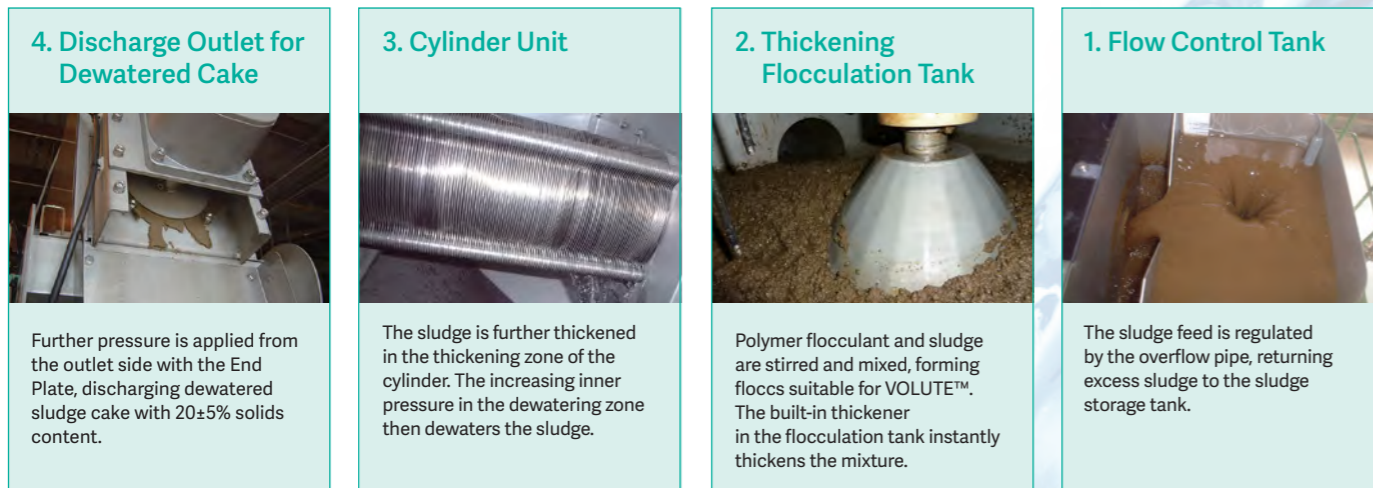 4. Discharge Outlet for
Dewatered Cake
Further pressure is applied from
the outlet side with the End
Plate, discharging dewatered
sludge cake with 20±5% solids
content.
3. Cylinder Unit
The sludge is further thickened
in the thickening zone of the
cylinder. The increasing inner
pressure in the dewatering zone
then dewaters the sludge.
2. Thickening
Flocculation Tank
Polymer flocculant and sludge
are stirred and mixed, forming
floccs suitable for VOLUTE™.
The built-in thickener
in the flocculation tank instantly
thickens the mixture.
1. Flow Control Tank
The sludge feed is regulated
by the overflow pipe, returning
excess sludge to the sludge
storage tank.